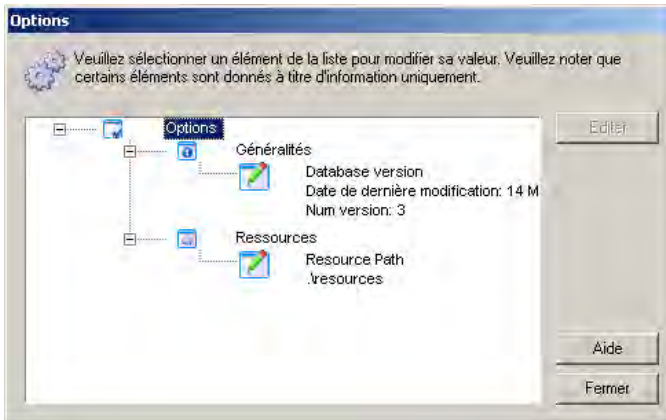 Options
Veuillez sélectionner un élément de la liste pour modifier sa valeur. Veuillez noter que
certains éléments sont donnés à titre d'information uniquement.
Options
Editer
Généralités
Database version
Date de dernière modification: 14 M
Num version: 3
Ressources
Resource Path
.\resources
Aide
Fermer